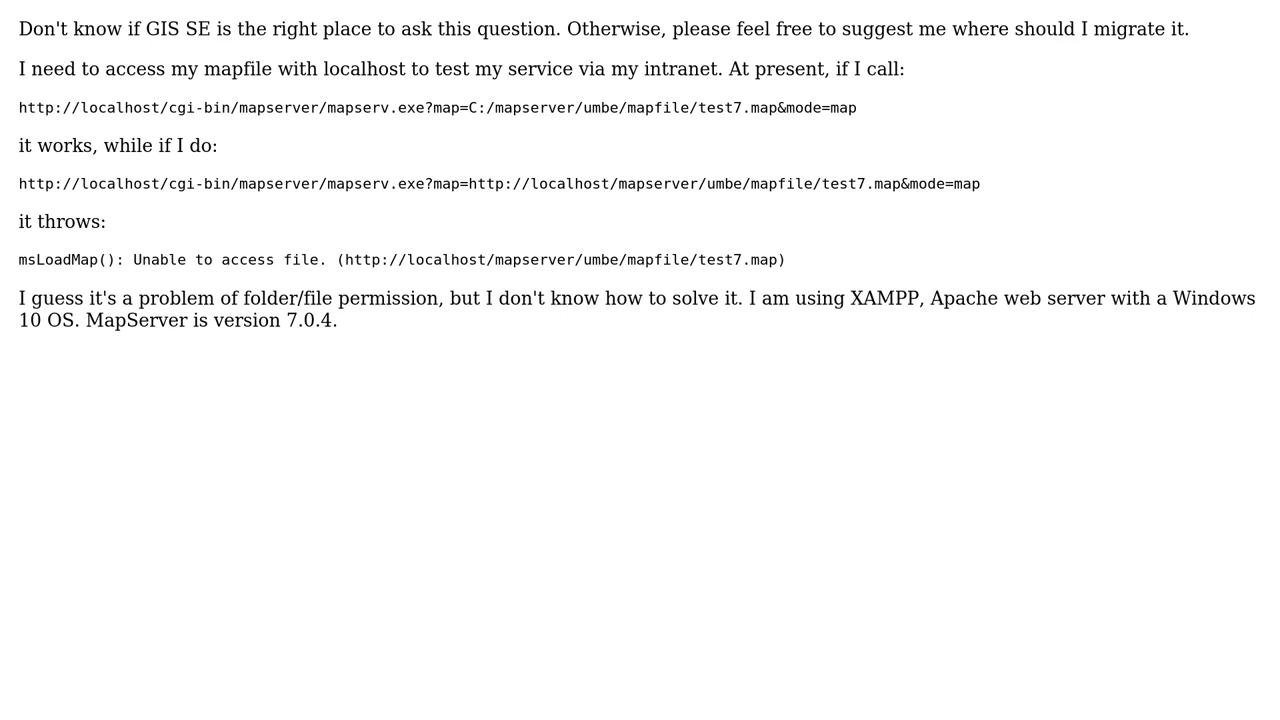 Don't know if GIS SE is the right place to ask this question. Otherwise, please feel free to suggest me where should I migrate it.
I need to access my mapfile with localhost to test my service via my intranet. At present, if I call:
http://localhost/cgi-bin/mapserver/mapserv.exe?map=C:/mapserver/umbe/mapfile/test7.map&mode=map
it works, while if I do:
http://localhost/cgi-bin/mapserver/mapserv.exe?map=http://localhost/mapserver/umbe/mapfile/test7.map&mode=map
it throws:
msLoadMap(): Unable to access file. (http://localhost/mapserver/umbe/mapfile/test7.map)
I guess it's a problem of folder/file permission, but I don't know how to solve it. I am using XAMPP, Apache web server with a Windows
10 OS. MapServer is version 7.0.4.